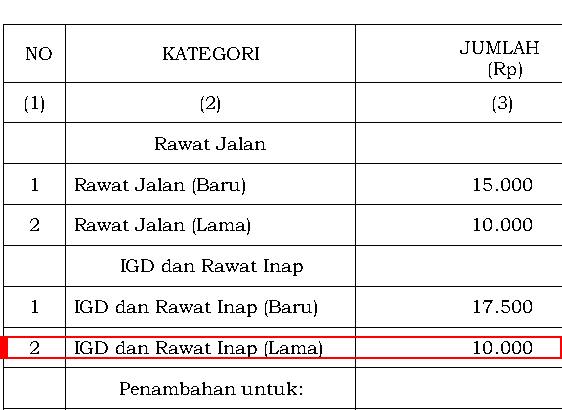 NO KATEGORI JUMLAH
(Rp)
(1) (2) (3)
Rawat Jalan
1 Rawat Jalan (Baru) 15.000
2 Rawat Jalan (Lama) 10.000
IGD dan Rawat Inap
1 IGD dan Rawat Inap (Baru) 17.500
2 IGD dan Rawat Inap (Lama) 10.000
Penambahan untuk: